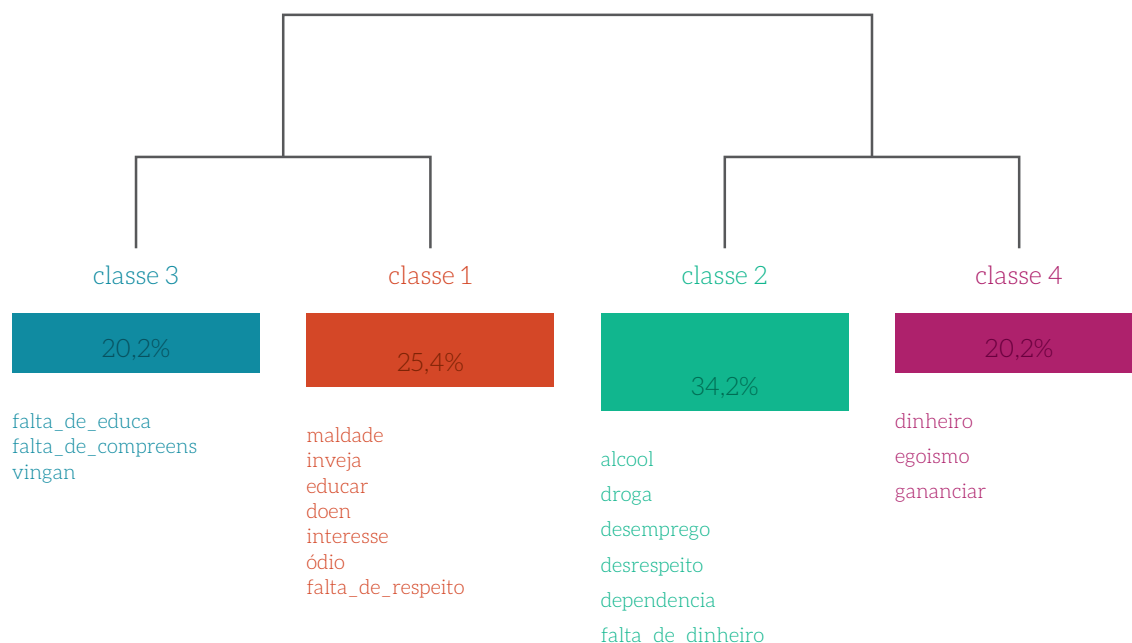 classe 3
20,2%
falta_de_educa
falta_de_compreens
vingan
classe 1
25,4%
maldade
inveja
educar
doen
interesse
ódio
falta_de_respeito
classe 2
34,2%
alcool
droga
desemprego
desrespeito
dependencia
falta_de_dinheiro
classe 4
20,2%
dinheiro
egoismo
gananciar